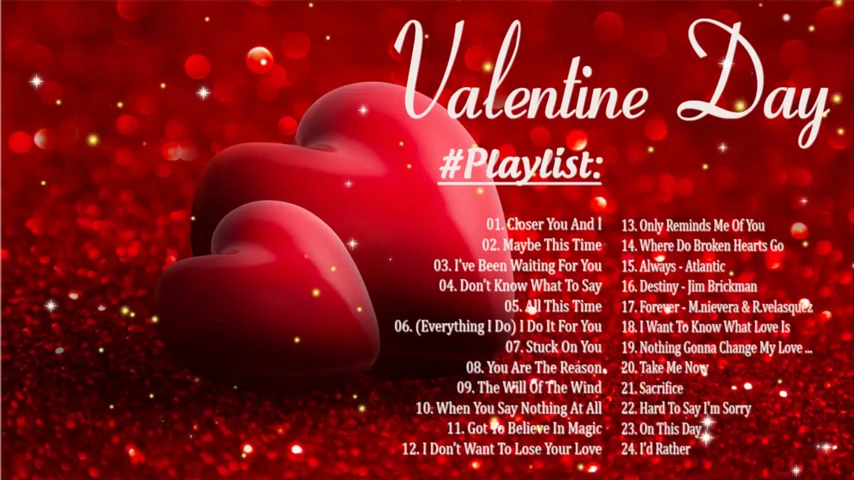 Valentine Day
#Playlist:
01. Closer You And I
02. Maybe This Time
03. I've Been Waiting For You
04. Don't Know What To Say
05. All This Time
06. (Everything I Do) I Do It For You
07. Stuck On You
08. You Are The Reason
09. The Will Of The Wind
10. When You Say Nothing At All
11. Got To Believe In Magic
12. I Don't Want To Lose Your Love
13. Only Reminds Me Of You
14. Where Do Broken Hearts Go
15. Always - Atlantic
16. Destiny - Jim Brickman
17. Forever - M.nievera & R.velasquez
18. I Want To Know What Love Is
19. Nothing Gonna Change My Love ...
20. Take Me Now
21. Sacrifice
22. Hard To Say I'm Sorry
23. On This Day
24. I'd Rather